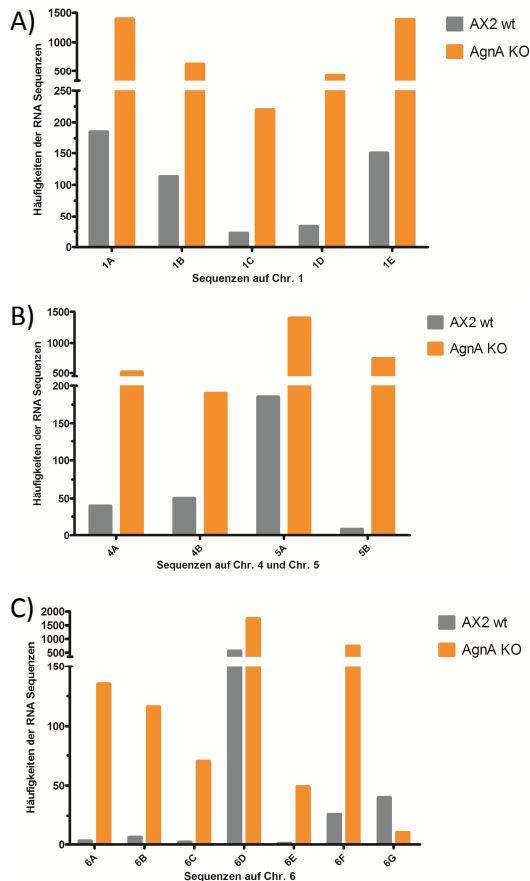 A)
AX2 wt
AgnA KO
Häufigkeiten der RNA Sequenzen
1500
1000
500
250
200
150
100
50
0
1A
1B
1C
1D
1E
Sequenzen auf Chr. 1
B)
AX2 wt
AgnA KO
Häufigkeiten der RNA Sequenzen
1500
1000
500
200
150
100
50
0
4A
4B
5A
5B
Sequenzen auf Chr. 4 und Chr. 5
C)
AX2 wt
AgnA KO
Häufigkeiten der RNA Sequenzen
2000
1500
1000
500
150
100
50
0
6A
6B
6C
6D
6E
6F
6G
Sequenzen auf Chr. 6